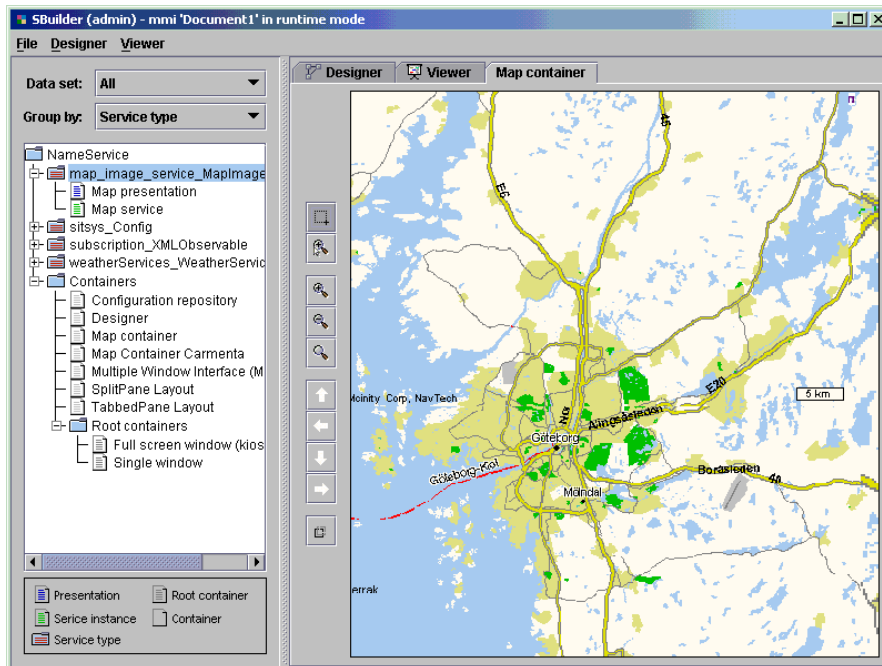 SBuilder (admin) - mmi 'Document1' in runtime mode
File Designer Viewer
Data set: All
Group by: Service type
NameService
map_image_service_MapImage
Map presentation
Map service
sitsys_Config
subscription_XMLObservable
weatherServices_WeatherServic
Containers
Configuration repository
Designer
Map container
Map Container Carmenta
Multiple Window Interface (M
SplitPane Layout
TabbedPane Layout
Root containers
Full screen window (kios
Single window
Presentation
Root container
Serice instance
Container
Service type
Designer Viewer Map container
45
E6
E20
5 km
Mcinity Corp, NavTech
Alingsåsleden
Göteborg
Göteborg-Kiel
Boråsleden
40
Mölndal
errak